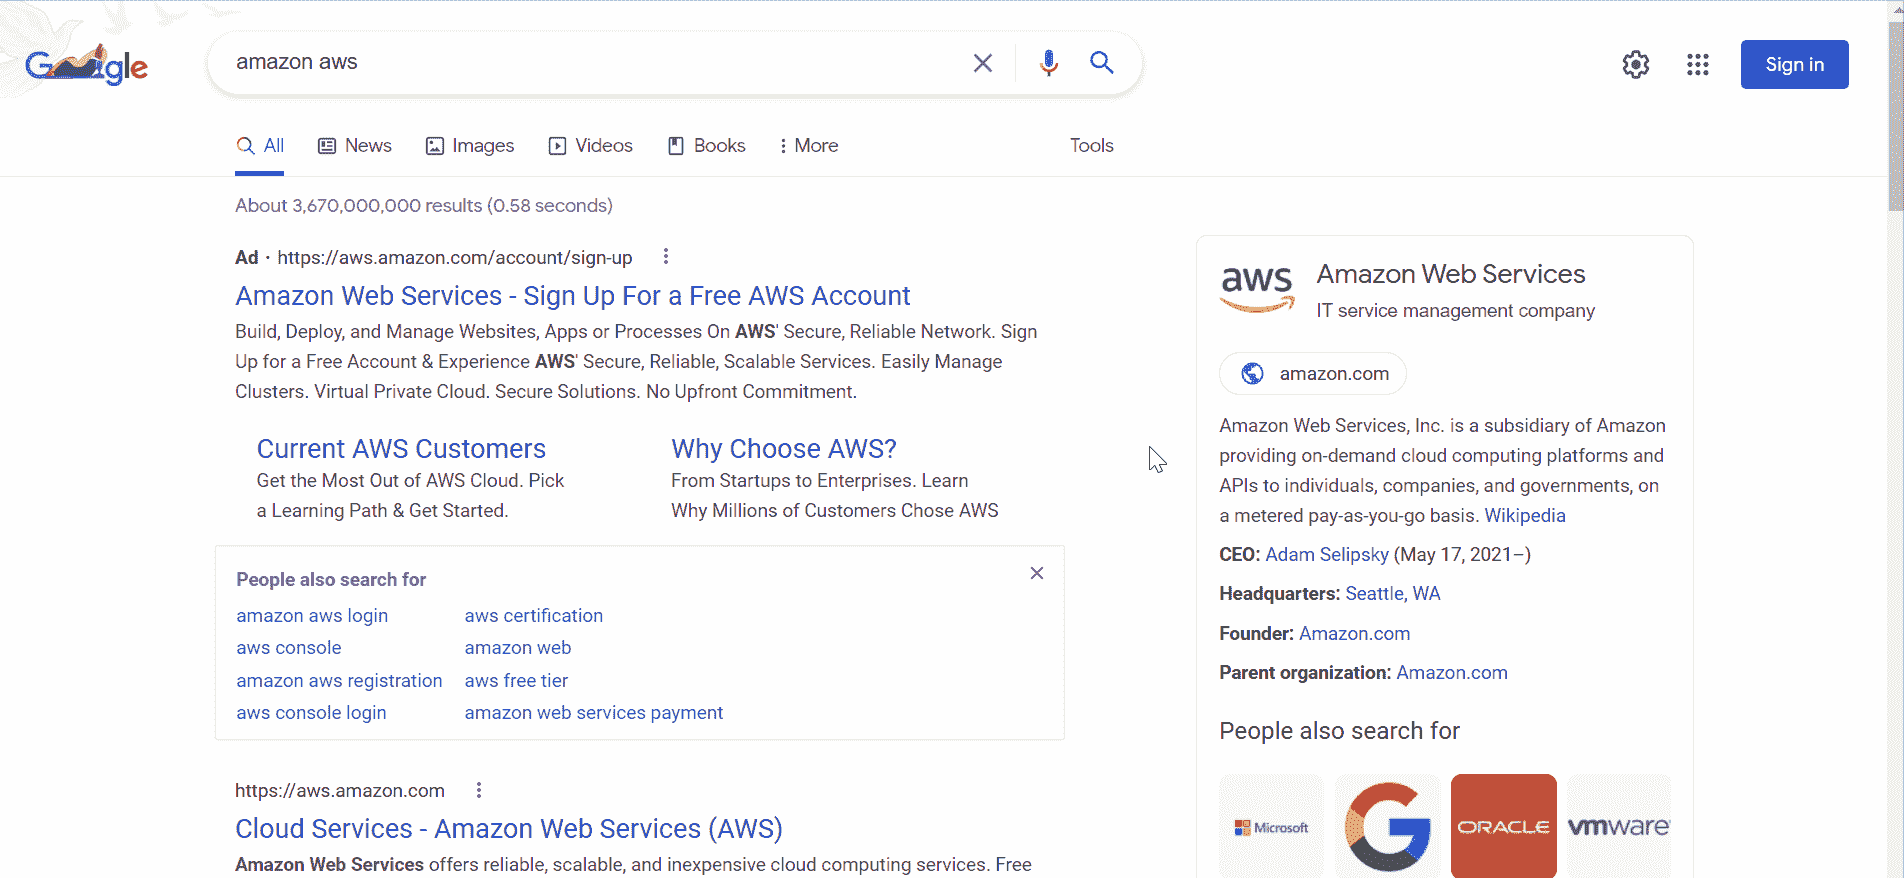 Google
amazon aws
Sign in
All
News
Images
Videos
Books
More
Tools
About 3,670,000,000 results (0.58 seconds)
Ad · https://aws.amazon.com/account/sign-up
Amazon Web Services - Sign Up For a Free AWS Account
Build, Deploy, and Manage Websites, Apps or Processes On AWS' Secure, Reliable Network. Sign
Up for a Free Account & Experience AWS' Secure, Reliable, Scalable Services. Easily Manage
Clusters. Virtual Private Cloud. Secure Solutions. No Upfront Commitment.
Current AWS Customers
Get the Most Out of AWS Cloud. Pick
a Learning Path & Get Started.
Why Choose AWS?
From Startups to Enterprises. Learn
Why Millions of Customers Chose AWS
People also search for
amazon aws login
aws certification
aws console
amazon web
amazon aws registration
aws free tier
aws console login
amazon web services payment
https://aws.amazon.com
Cloud Services - Amazon Web Services (AWS)
Amazon Web Services offers reliable, scalable, and inexpensive cloud computing services. Free
aws
Amazon Web Services
IT service management company
amazon.com
Amazon Web Services, Inc. is a subsidiary of Amazon
providing on-demand cloud computing platforms and
APIs to individuals, companies, and governments, on
a metered pay-as-you-go basis. Wikipedia
CEO: Adam Selipsky (May 17, 2021–)
Headquarters: Seattle, WA
Founder: Amazon.com
Parent organization: Amazon.com
People also search for
Microsoft
G
ORACLE
vmware